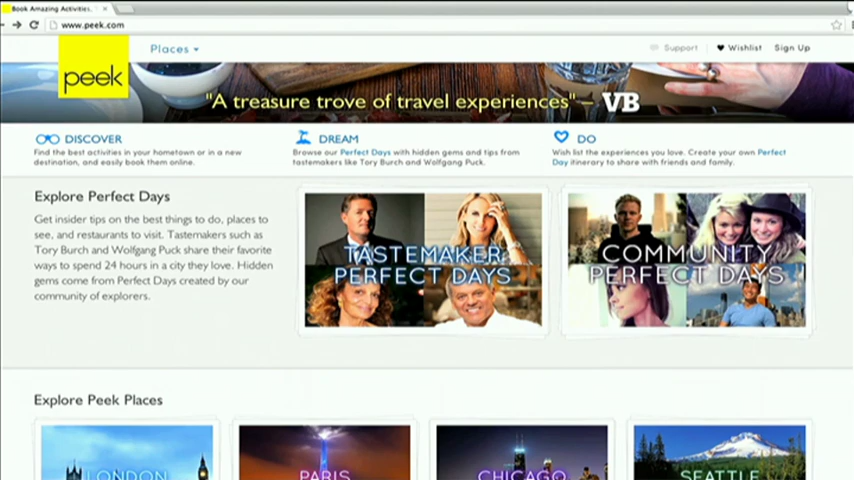 Book Amazing Activities,
www.peek.com
peek
Places
Support
Wishlist
Sign Up
"A treasure trove of travel experiences" – VB
DISCOVER
Find the best activities in your hometown or in a new
destination, and easily book them online.
DREAM
Browse our Perfect Days with hidden gems and tips from
tastemakers like Tory Burch and Wolfgang Puck.
DO
Wish list the experiences you love. Create your own Perfect
Day itinerary to share with friends and family.
Explore Perfect Days
Get insider tips on the best things to do, places to
see, and restaurants to visit. Tastemakers such as
Tory Burch and Wolfgang Puck share their favorite
ways to spend 24 hours in a city they love. Hidden
gems come from Perfect Days created by our
community of explorers.
TASTEMAKER
PERFECT DAYS
COMMUNITY
PERFECT DAYS
Explore Peek Places
LONDON
PARIS
CHICAGO
SEATTLE